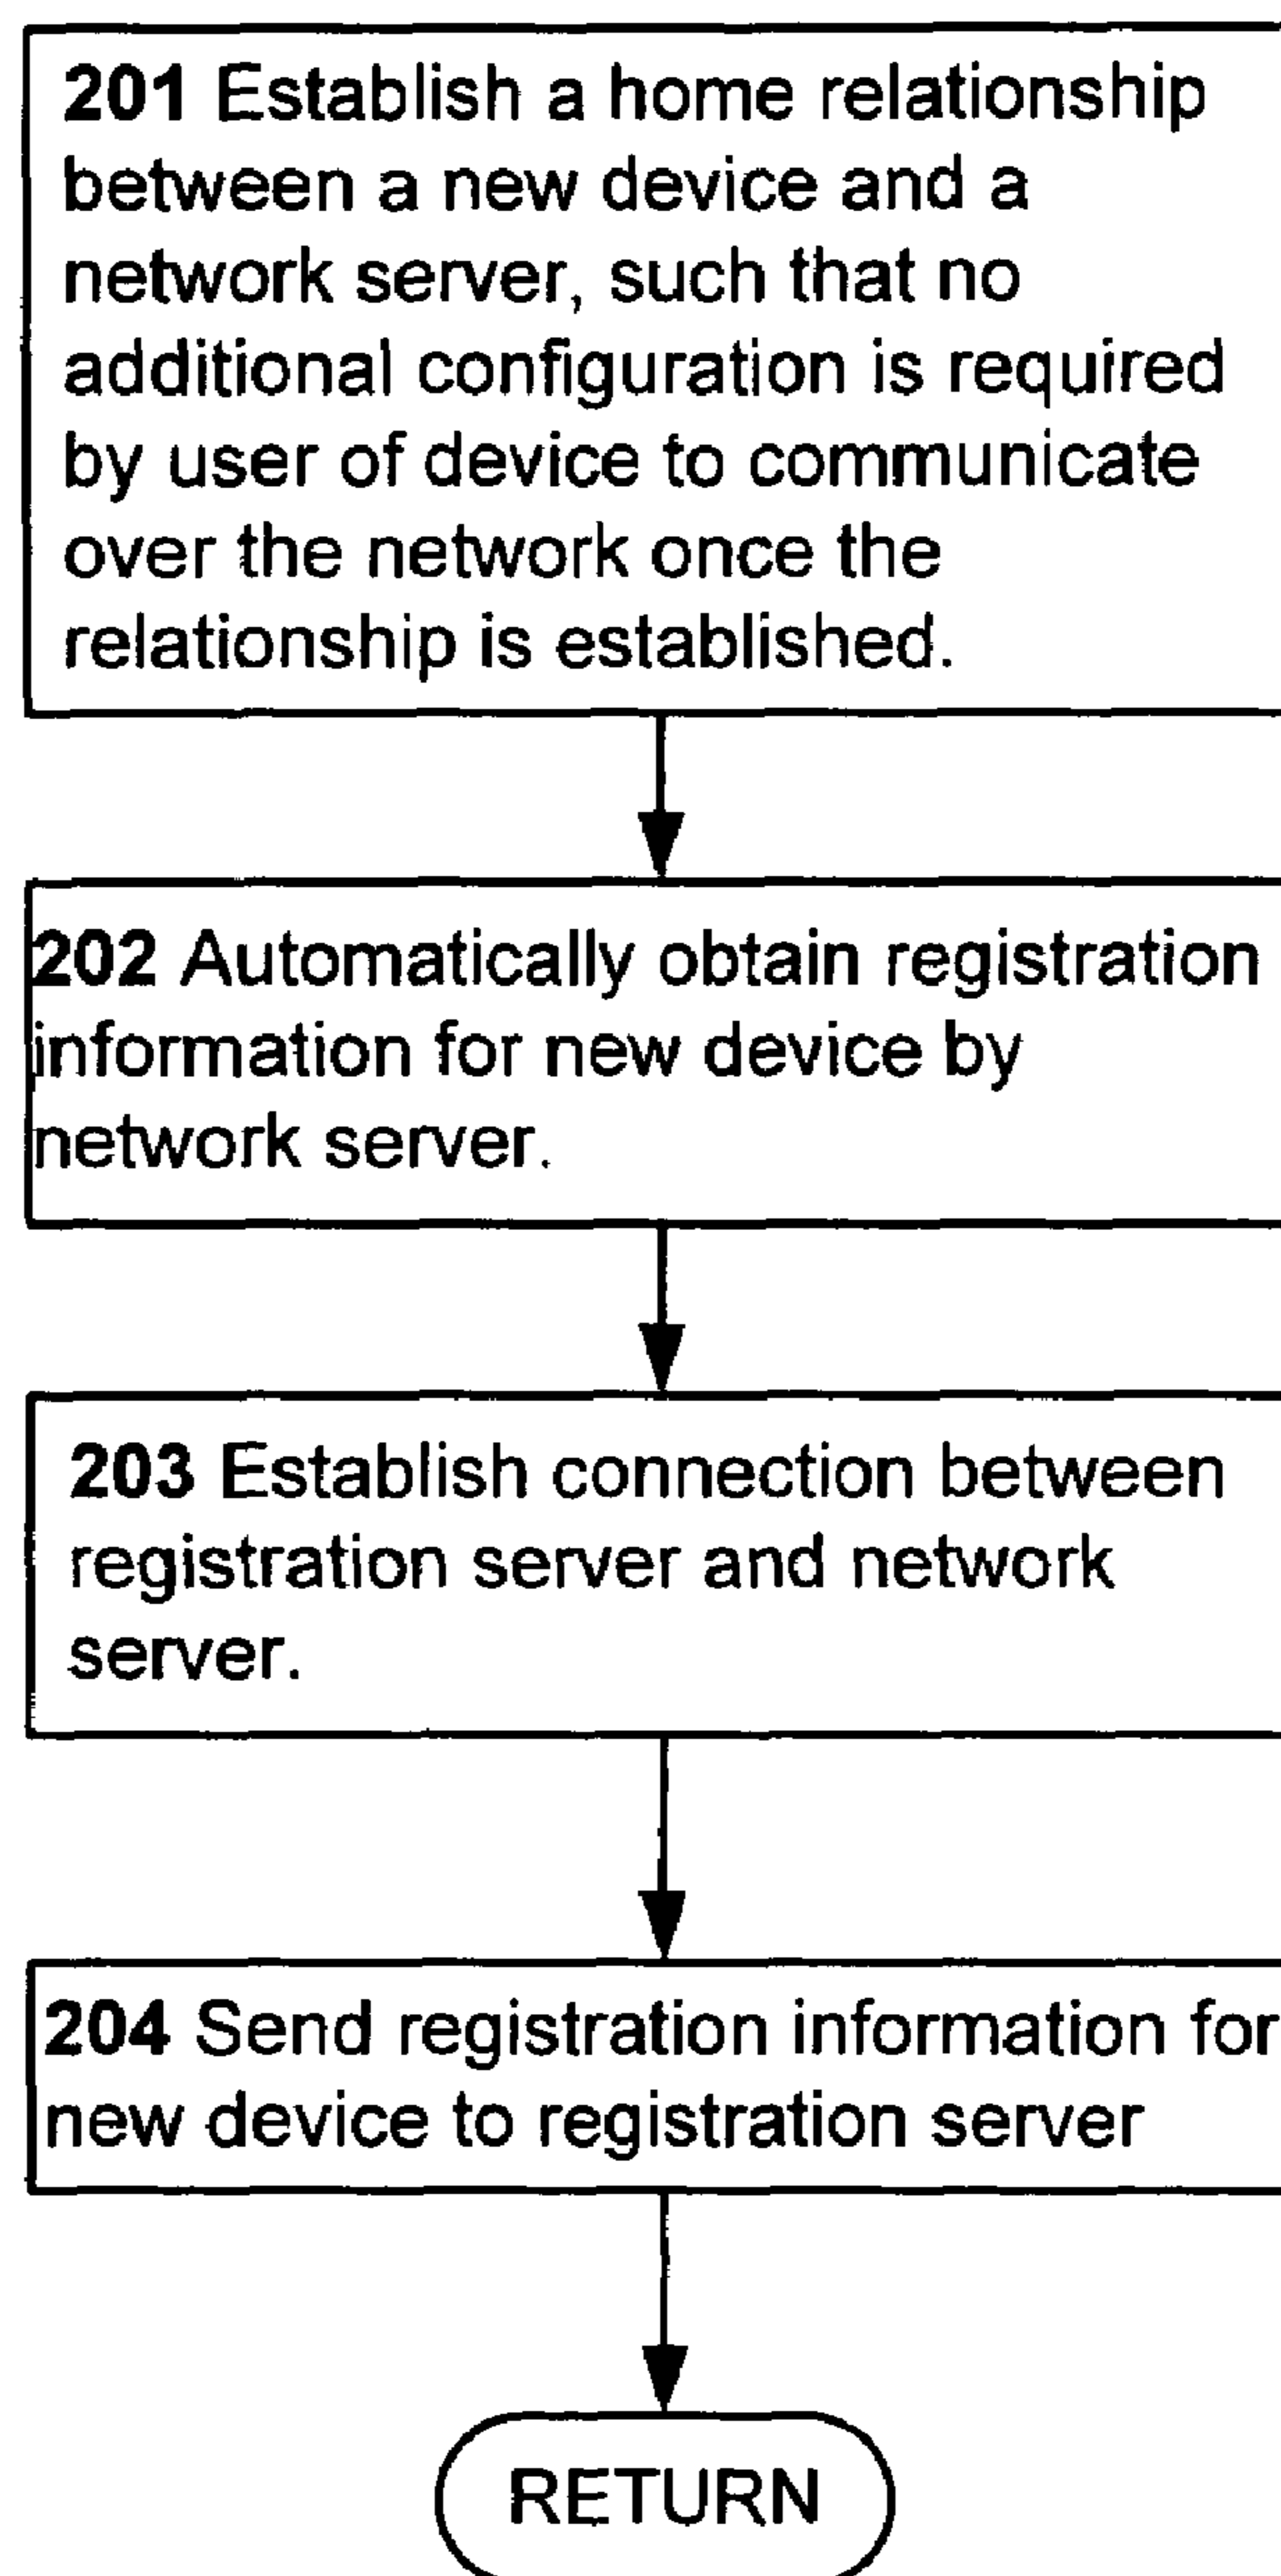 201 Establish a home relationship
between a new device and a
network server, such that no
additional configuration is required
by user of device to communicate
over the network once the
relationship is established.
202 Automatically obtain registration
information for new device by
network server.
203 Establish connection between
registration server and network
server.
204 Send registration information for
new device to registration server
RETURN